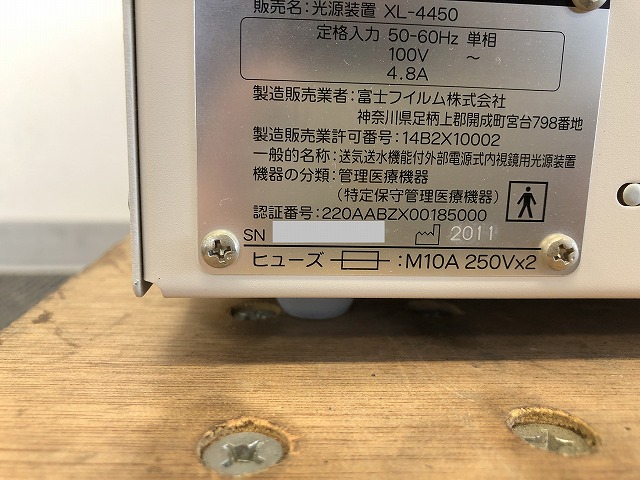 販売名：光源装置 XL-4450
定格入力 50-60Hz 単相
100V ～
4.8A
製造販売業者：富士フイルム株式会社
神奈川県足柄上郡開成町宮台798番地
製造販売業許可番号：14B2X10002
一般的名称：送気送水機能付外部電源式内視鏡用光源装置
機器の分類：管理医療機器
（特定保守管理医療機器）
認証番号：220AABZX00185000
SN 2011
ヒューズ ：M10A 250V×2